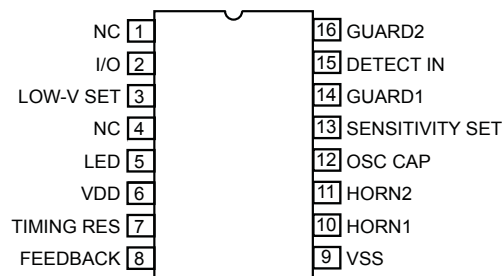 NC 1 16 GUARD2
I/O 2 15 DETECT IN
LOW-V SET 3 14 GUARD1
NC 4 13 SENSITIVITY SET
LED 5 12 OSC CAP
VDD 6 11 HORN2
TIMING RES 7 10 HORN1
FEEDBACK 8 9 VSS